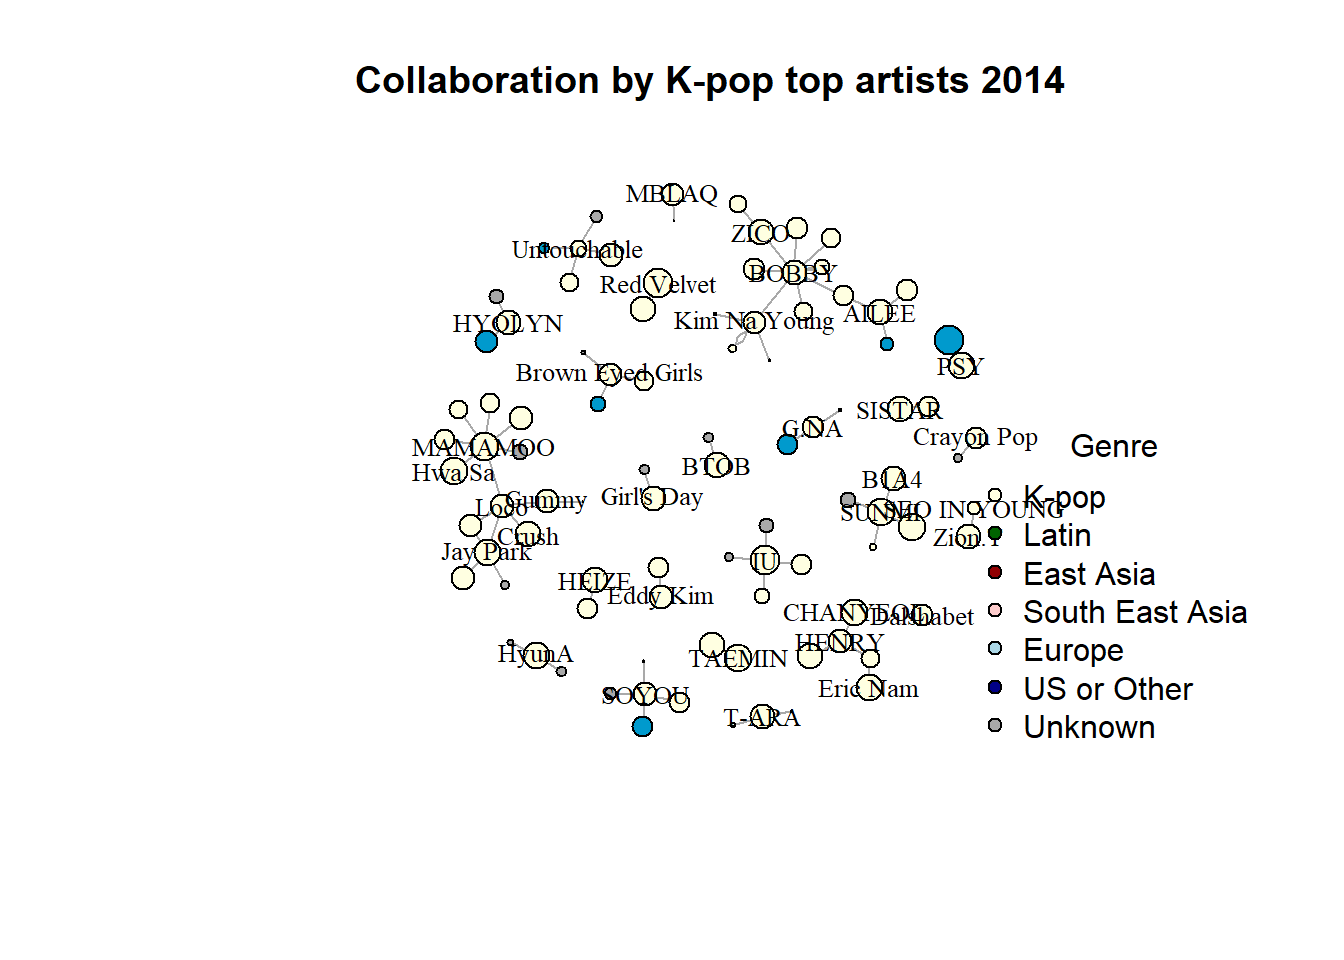 Collaboration by K-pop top artists 2014
MBLAQ
ZICO
Untouchable
BOBBY
Red Velvet
HYOLYN
Kim Na Young
AILEE
PSY
Brown Eyed Girls
SISTAR
G.NA
Crayon Pop
MAMAMOO
Hwa Sa
BTOB
B1A4
Girl's Day
Gummy
Loco
SUNMI
SEO IN YOUNG
Crush
Zion.T
Jay Park
IU
HEIZE
Eddy Kim
CHANYEOL
Dalshabet
HENRY
HyunA
TAEMIN
Eric Nam
SOYOU
T-ARA
Genre
K-pop
Latin
East Asia
South East Asia
Europe
US or Other
Unknown